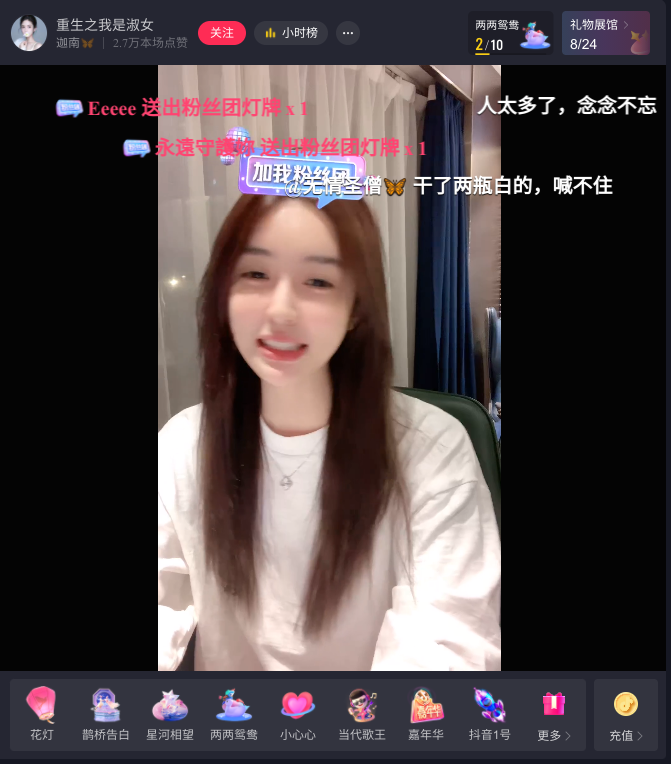 重生之我是淑女
迦南🦋 | 2.7万本场点赞
关注
小时榜
两两鸳鸯
2/10
礼物展馆 >
8/24
Eeeee 送出粉丝团灯牌 x 1
人太多了，念念不忘
送出粉丝团灯牌 x 1
加我粉丝团
@无情圣僧🦋 干了两瓶白的，喊不住
花灯
鹊桥告白
星河相望
两两鸳鸯
小心心
当代歌王
嘉年华
抖音1号
更多 >
充值 >